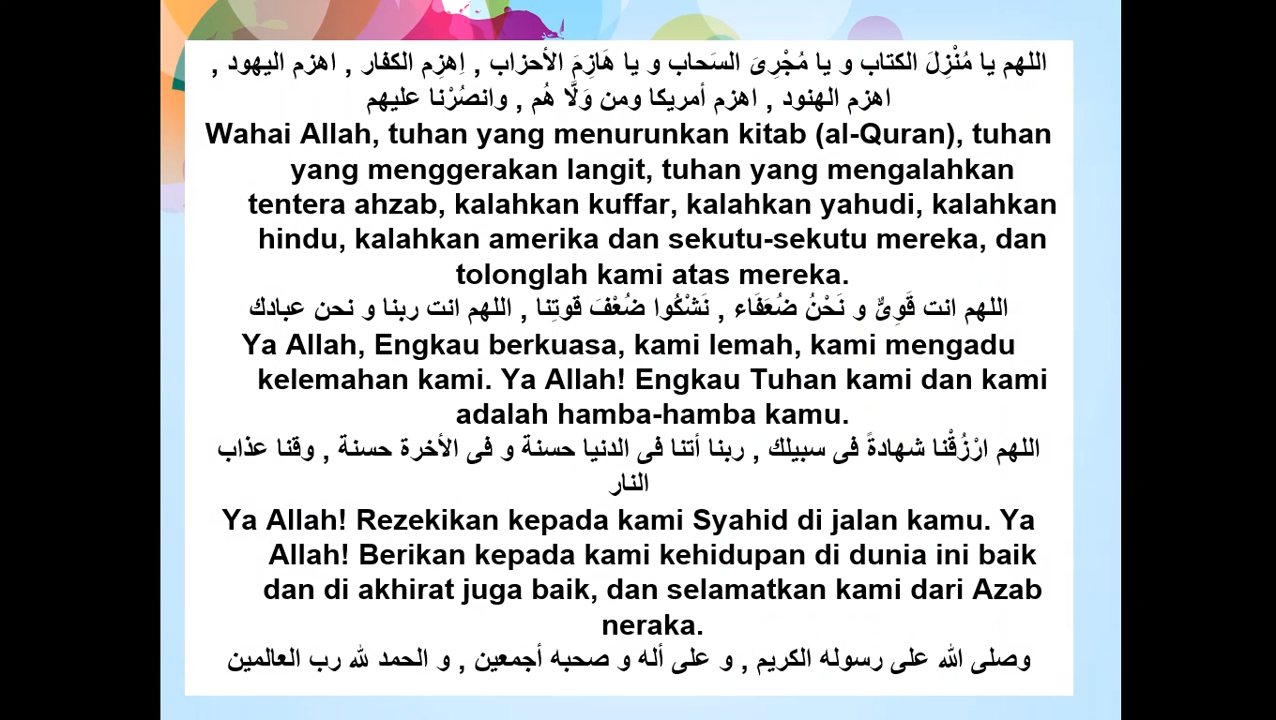 اللهم يا مُنْزِلَ الكتاب و يا مُجْرِىَ السَحاب و يا هَازِمَ الأحزاب , اِهزِم الكفار , اهزم اليهود ,
اهزم الهنود , اهزم أمريكا ومن وَلَّا هُم , وانصُرْنا عليهم
Wahai Allah, tuhan yang menurunkan kitab (al-Quran), tuhan
yang menggerakan langit, tuhan yang mengalahkan
tentera ahzab, kalahkan kuffar, kalahkan yahudi, kalahkan
hindu, kalahkan amerika dan sekutu-sekutu mereka, dan
tolonglah kami atas mereka.
اللهم انت قَوِىٌّ و نَحْنُ ضُعَفَاء , نَشْكُوا ضُعْفَ قوتِنا , اللهم انت ربنا و نحن عبادك
Ya Allah, Engkau berkuasa, kami lemah, kami mengadu
kelemahan kami. Ya Allah! Engkau Tuhan kami dan kami
adalah hamba-hamba kamu.
اللهم ارْزُقْنا شهادةً فى سبيلك , ربنا أتنا فى الدنيا حسنة و فى الأخرة حسنة , وقنا عذاب
النار
Ya Allah! Rezekikan kepada kami Syahid di jalan kamu. Ya
Allah! Berikan kepada kami kehidupan di dunia ini baik
dan di akhirat juga baik, dan selamatkan kami dari Azab
neraka.
وصلى الله على رسوله الكريم , و على أله و صحبه أجمعين , و الحمد لله رب العالمين